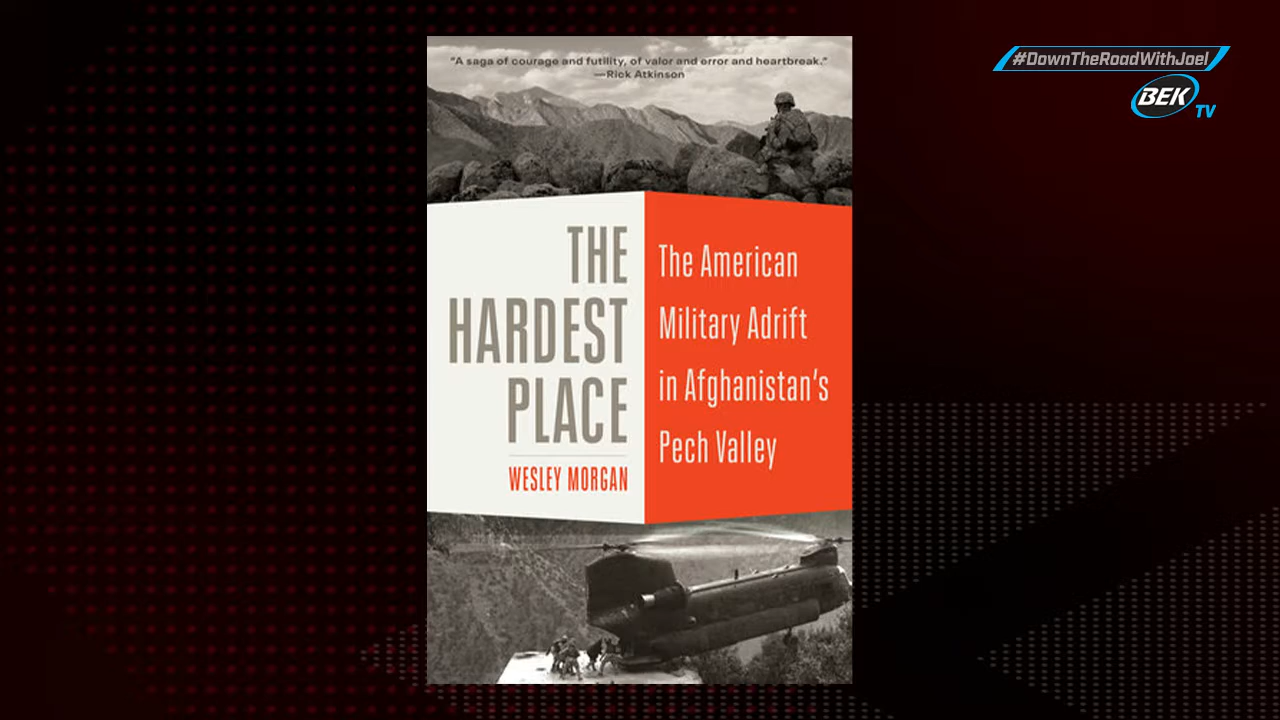 #DownTheRoadWithJoel
BEK TV
"A saga of courage and futility, of valor and error and heartbreak."
—Rick Atkinson
THE
HARDEST
PLACE
WESLEY MORGAN
The American
Military Adrift
in Afghanistan's
Pech Valley